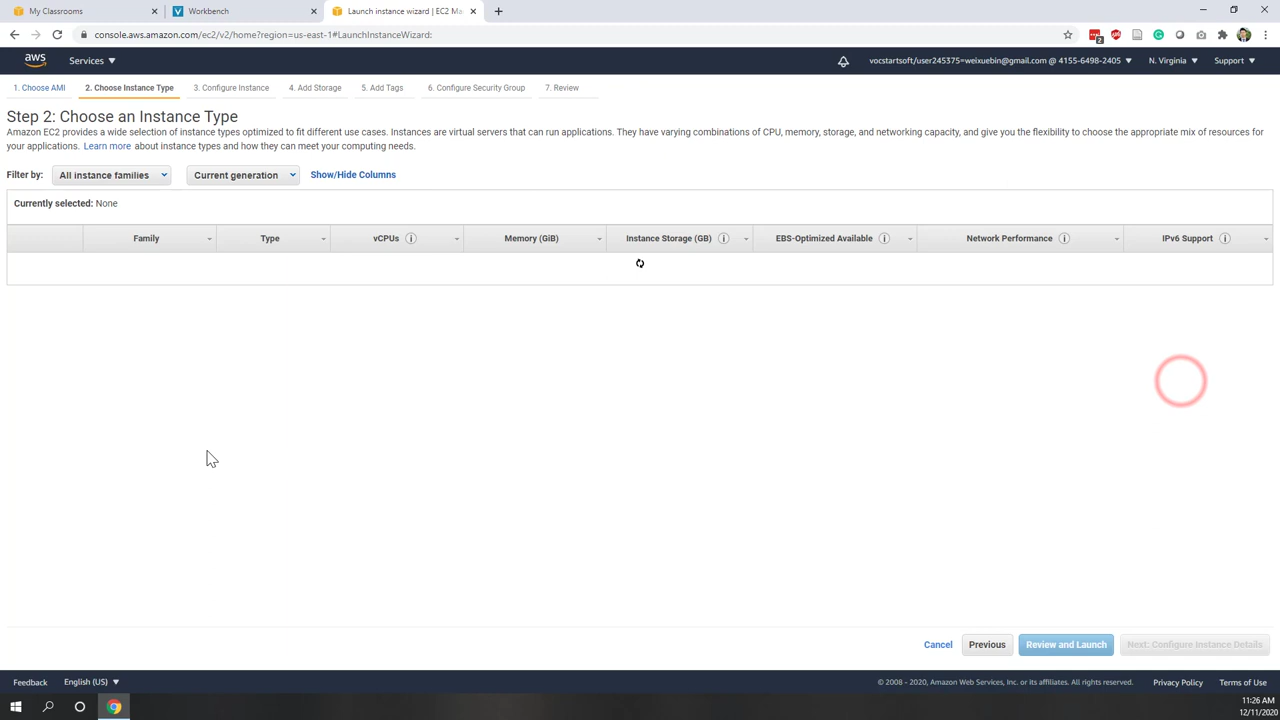 My Classrooms
Workbench
Launch instance wizard | EC2 Ma
console.aws.amazon.com/ec2/v2/home?region=us-east-1#LaunchInstanceWizard:
2
aws
Services
vocstartsoft/user245375=weixuebin@gmail.com @ 4155-6498-2405
N. Virginia
Support
1. Choose AMI
2. Choose Instance Type
3. Configure Instance
4. Add Storage
5. Add Tags
6. Configure Security Group
7. Review
Step 2: Choose an Instance Type
Amazon EC2 provides a wide selection of instance types optimized to fit different use cases. Instances are virtual servers that can run applications. They have varying combinations of CPU, memory, storage, and networking capacity, and give you the flexibility to choose the appropriate mix of resources for
your applications. Learn more about instance types and how they can meet your computing needs.
Filter by:
All instance families
Current generation
Show/Hide Columns
Currently selected: None
Family
Type
vCPUs
Memory (GiB)
Instance Storage (GB)
EBS-Optimized Available
Network Performance
IPv6 Support
Cancel
Previous
Review and Launch
Next: Configure Instance Details
Feedback
English (US)
© 2008 - 2020, Amazon Web Services, Inc. or its affiliates. All rights reserved.
Privacy Policy
Terms of Use
11:26 AM
12/11/2020